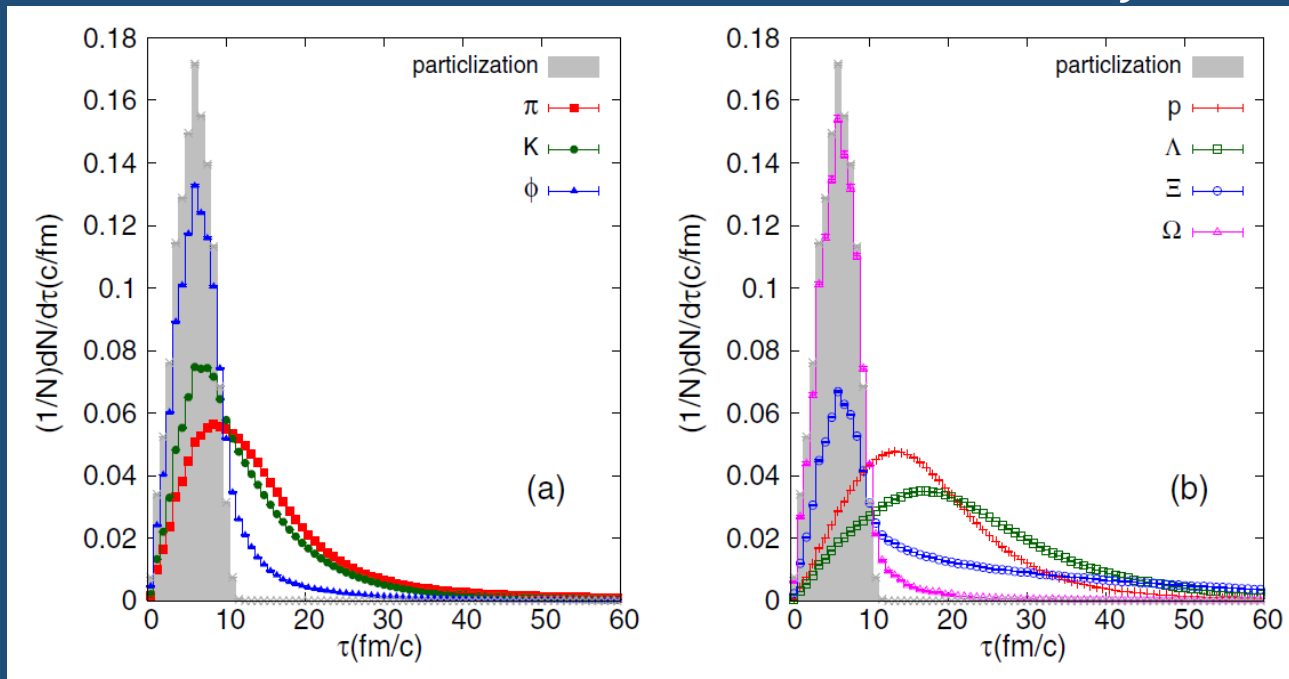 0.18
0.16
0.14
0.12
0.1
0.08
0.06
0.04
0.02
0
(1/N)dN/dτ(c/fm)
particlization
π
K
ϕ
(a)
0 10 20 30 40 50 60
τ(fm/c)
0.18
0.16
0.14
0.12
0.1
0.08
0.06
0.04
0.02
0
(1/N)dN/dτ(c/fm)
particlization
p
Λ
Ξ
Ω
(b)
0 10 20 30 40 50 60
τ(fm/c)